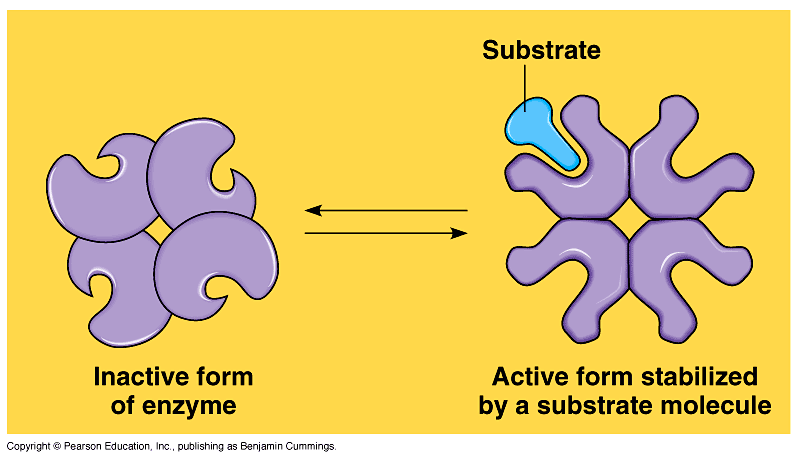 Substrate
Inactive form
of enzyme
Active form stabilized
by a substrate molecule
Copyright © Pearson Education, Inc., publishing as Benjamin Cummings.